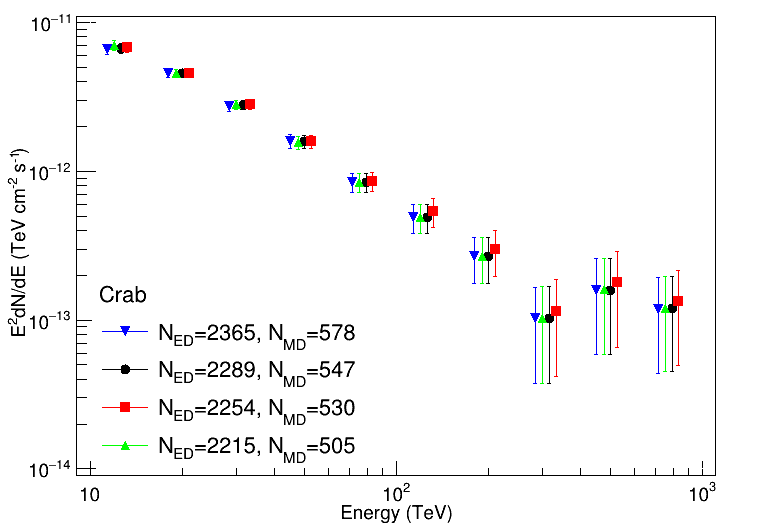 10⁻¹¹
10⁻¹²
10⁻¹³
10⁻¹⁴
E²dN/dE (TeV cm⁻² s⁻¹)
Crab
N_ED=2365, N_MD=578
N_ED=2289, N_MD=547
N_ED=2254, N_MD=530
N_ED=2215, N_MD=505
10 10² 10³
Energy (TeV)